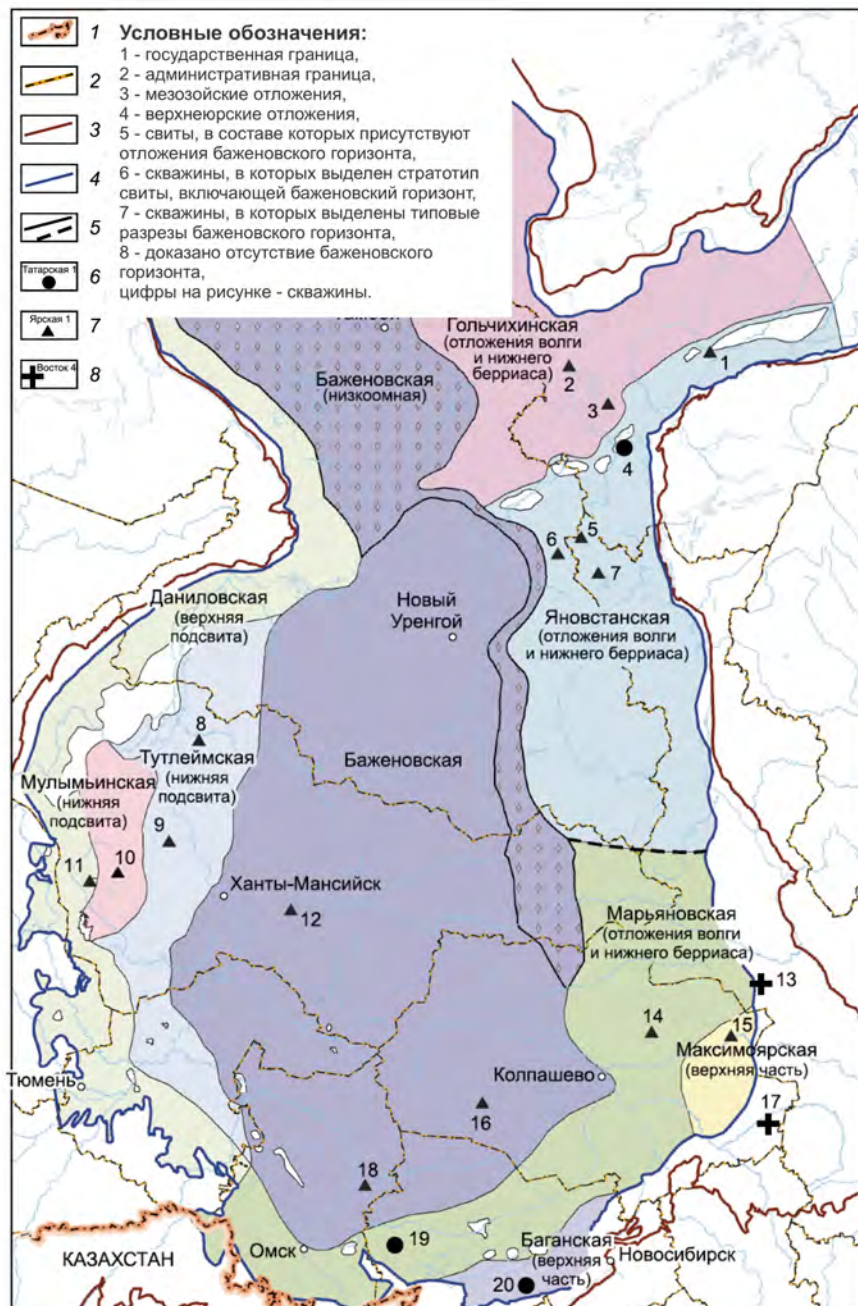 1
2
3
4
5
Татарская 1
6
Ярская 1
7
Восток 4
8
Условные обозначения:
1 - государственная граница,
2 - административная граница,
3 - мезозойские отложения,
4 - верхнеюрские отложения,
5 - свиты, в составе которых присутствуют
отложения баженовского горизонта,
6 - скважины, в которых выделен стратотип
свиты, включающей баженовский горизонт,
7 - скважины, в которых выделены типовые
разрезы баженовского горизонта,
8 - доказано отсутствие баженовского
горизонта,
цифры на рисунке - скважины.
Гольчихинская
(отложения волги
и нижнего
берриаса)
1
2
3
Баженовская
(низкоомная)
4
5
6
7
Даниловская
(верхняя
подсвита)
Новый
Уренгой
Яновстанская
(отложения волги
и нижнего берриаса)
8
Тутлеймская
(нижняя
подсвита)
Баженовская
Мулымьинская
(нижняя
подсвита)
9
10
11
Ханты-Мансийск
12
Марьяновская
(отложения волги
и нижнего берриаса)
13
14
15
Максимоярская
(верхняя часть)
Тюмень
Колпашево
16
17
18
19
Омск
КАЗАХСТАН
Баганская
(верхняя
часть)
Новосибирск
20